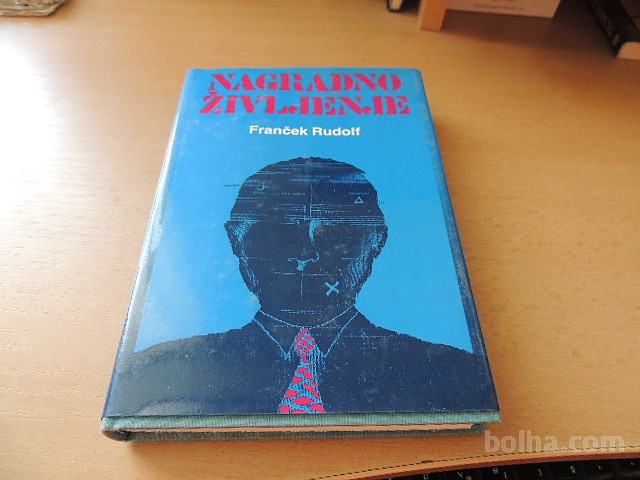 NAGRADNO
ŽIVLJENJE
Franček Rudolf
bolha.com